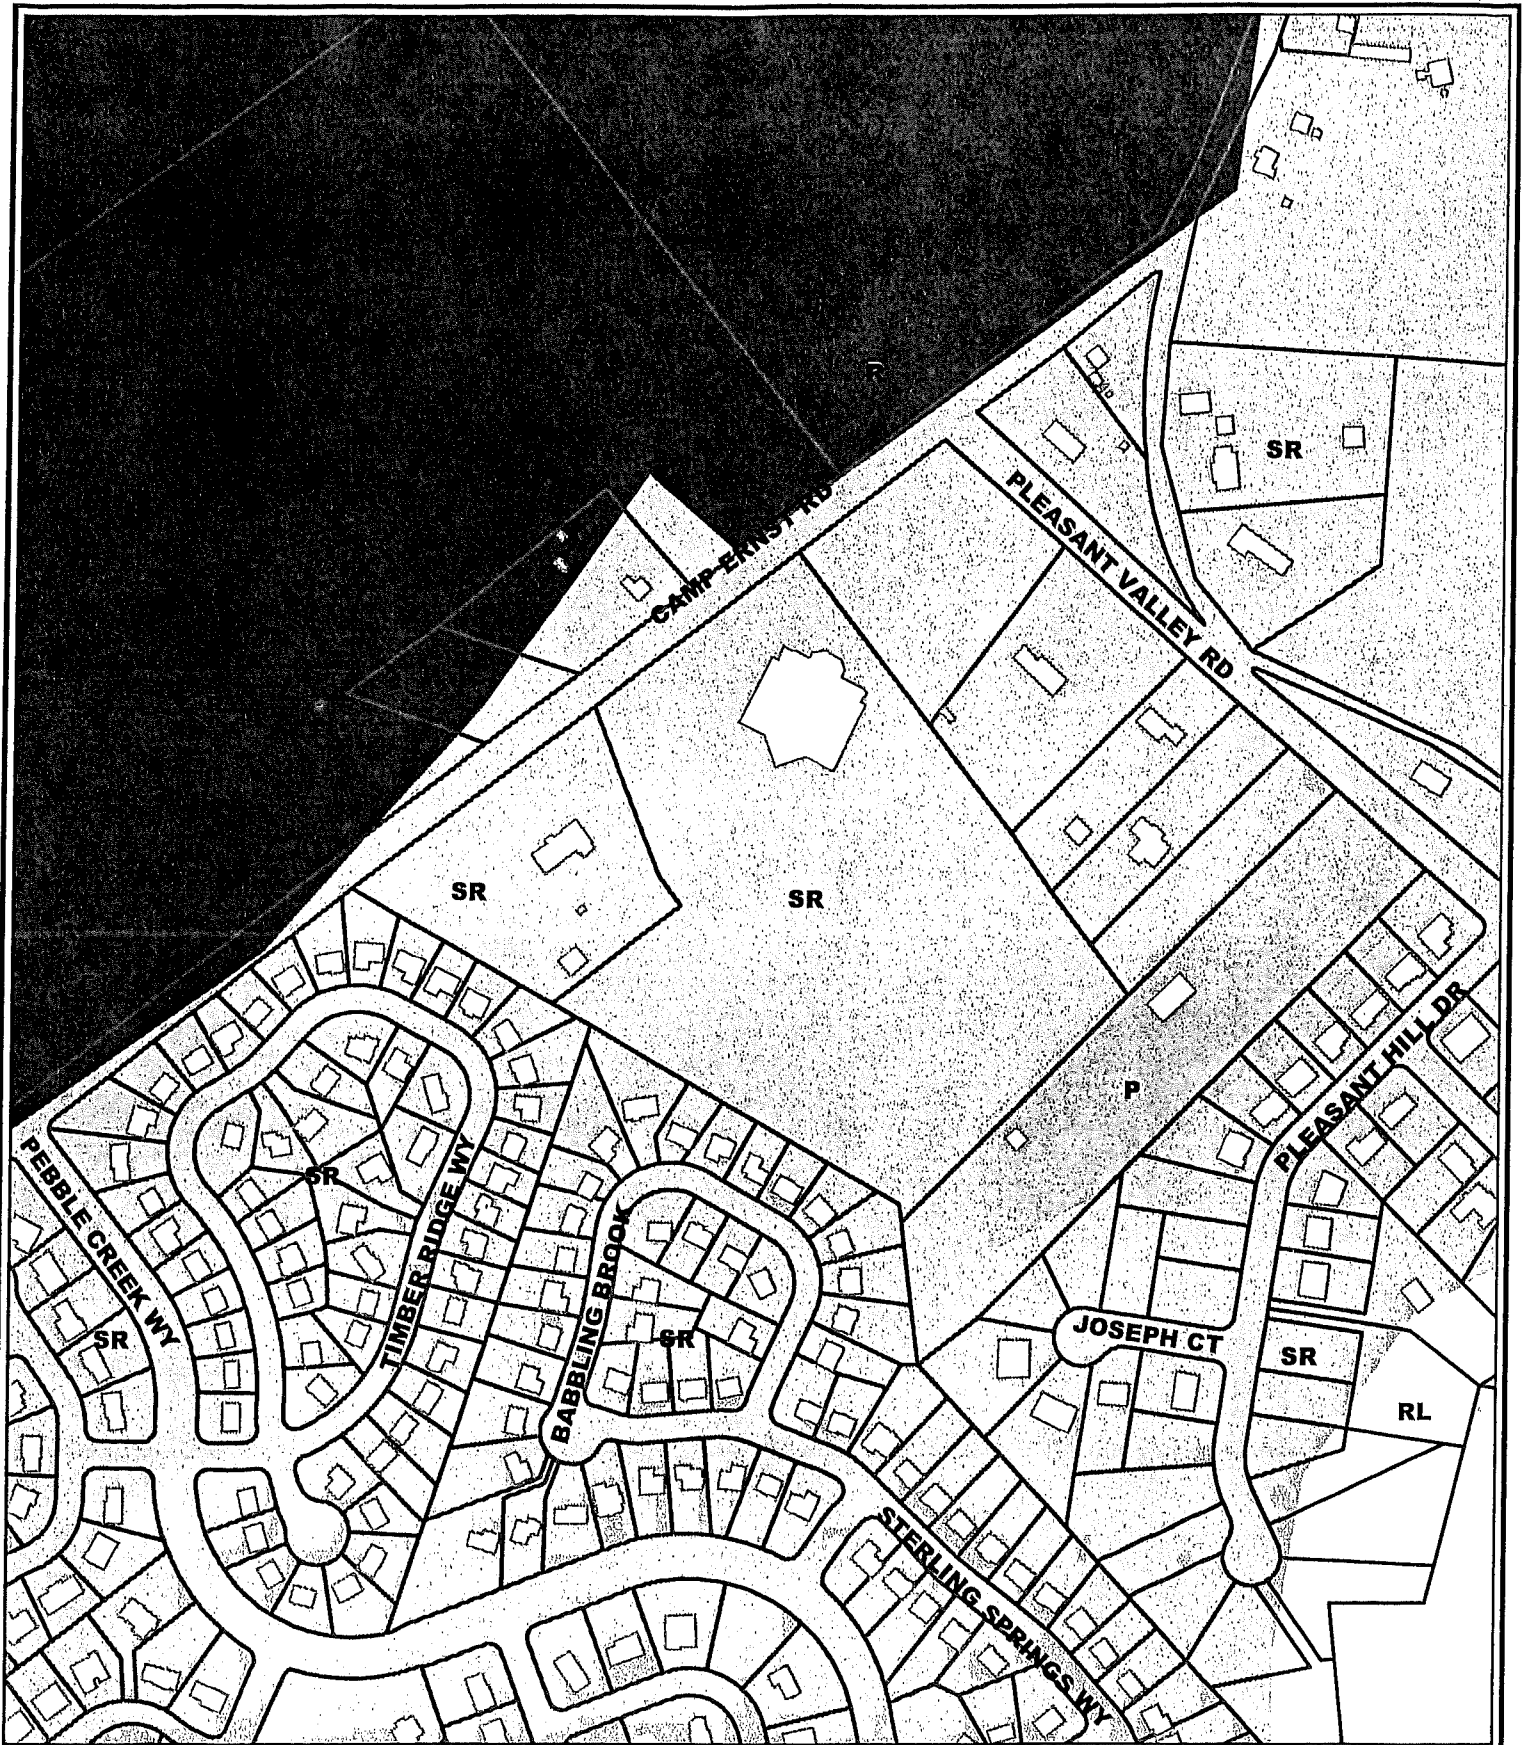 R
SR
CAMP ERNST RD
PLEASANT VALLEY RD
SR
SR
P
PLEASANT HILL DR
PEBBLE CREEK WY
SR
TIMBER RIDGE WY
BABBLING BROOK
SR
SR
JOSEPH CT
SR
RL
STERLING SPRINGS WY